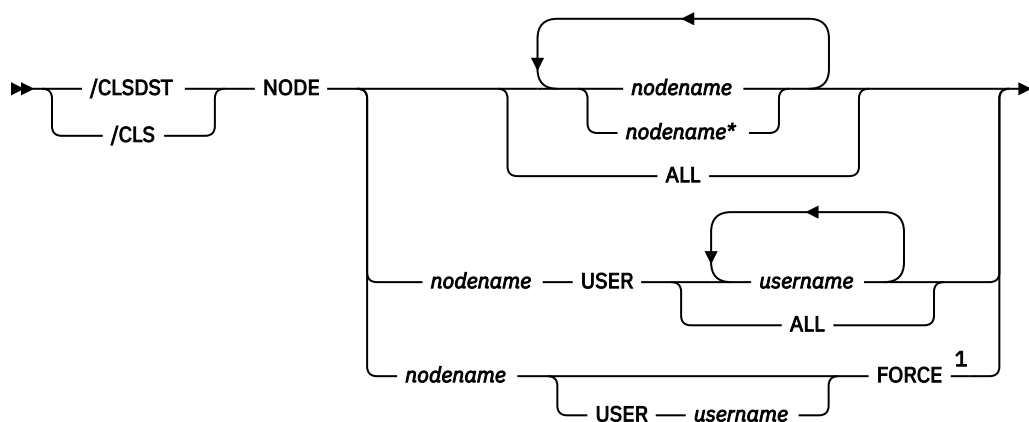 /CLSDST NODE nodename
/CLS nodename*
ALL
nodename USER username
ALL
nodename FORCE 1
USER username